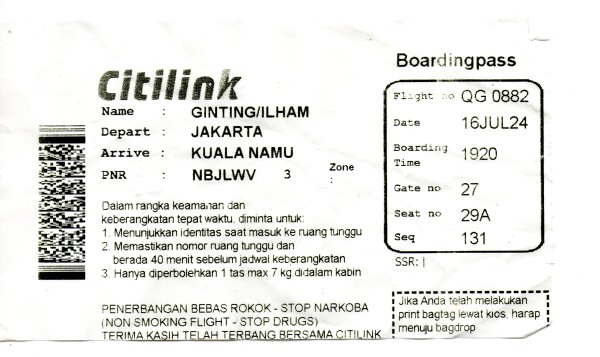 Boardingpass
Citilink
Name : GINTING/ILHAM
Depart : JAKARTA
Arrive : KUALA NAMU
PNR : NBJLWV 3 Zone :
Flight no QG 0882
Date 16JUL24
Boarding Time 1920
Gate no 27
Seat no 29A
Seq 131
SSR:
Dalam rangka keamanan dan
keberangkatan tepat waktu, diminta untuk:
1. Menunjukkan identitas saat masuk ke ruang tunggu
2. Memastikan nomor ruang tunggu dan
berada 40 menit sebelum jadwal keberangkatan
3. Hanya diperbolehkan 1 tas max 7 kg didalam kabin
Jika Anda telah melakukan
print bagtag lewat kios, harap
menuju bagdrop
PENERBANGAN BEBAS ROKOK - STOP NARKOBA
(NON SMOKING FLIGHT - STOP DRUGS)
TERIMA KASIH TELAH TERBANG BERSAMA CITILINK